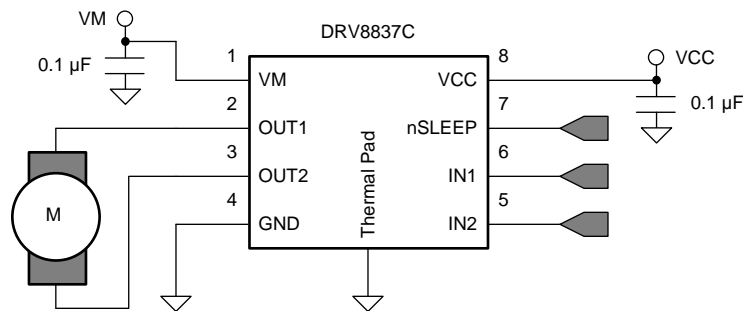 VM
DRV8837C
VCC
0.1 µF
0.1 µF
1
VM
VCC
8
2
OUT1
nSLEEP
7
3
OUT2
IN1
6
4
GND
IN2
5
Thermal Pad
M